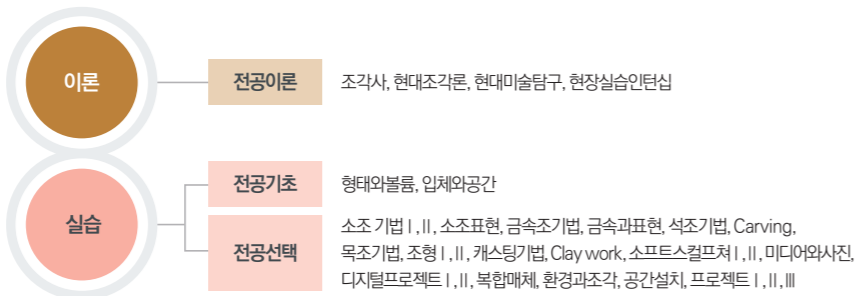 이론
전공이론
조각사, 현대조각론, 현대미술탐구, 현장실습인턴십
실습
전공기초
형태와볼륨, 입체와공간
전공선택
소조 기법Ⅰ,Ⅱ, 소조표현, 금속조기법, 금속과표현, 석조기법, Carving,
목조기법, 조형Ⅰ,Ⅱ, 캐스팅기법, Clay work, 소프트스컬프쳐Ⅰ,Ⅱ, 미디어와사진,
디지털프로젝트Ⅰ,Ⅱ, 복합매체, 환경과조각, 공간설치, 프로젝트Ⅰ,Ⅱ,Ⅲ